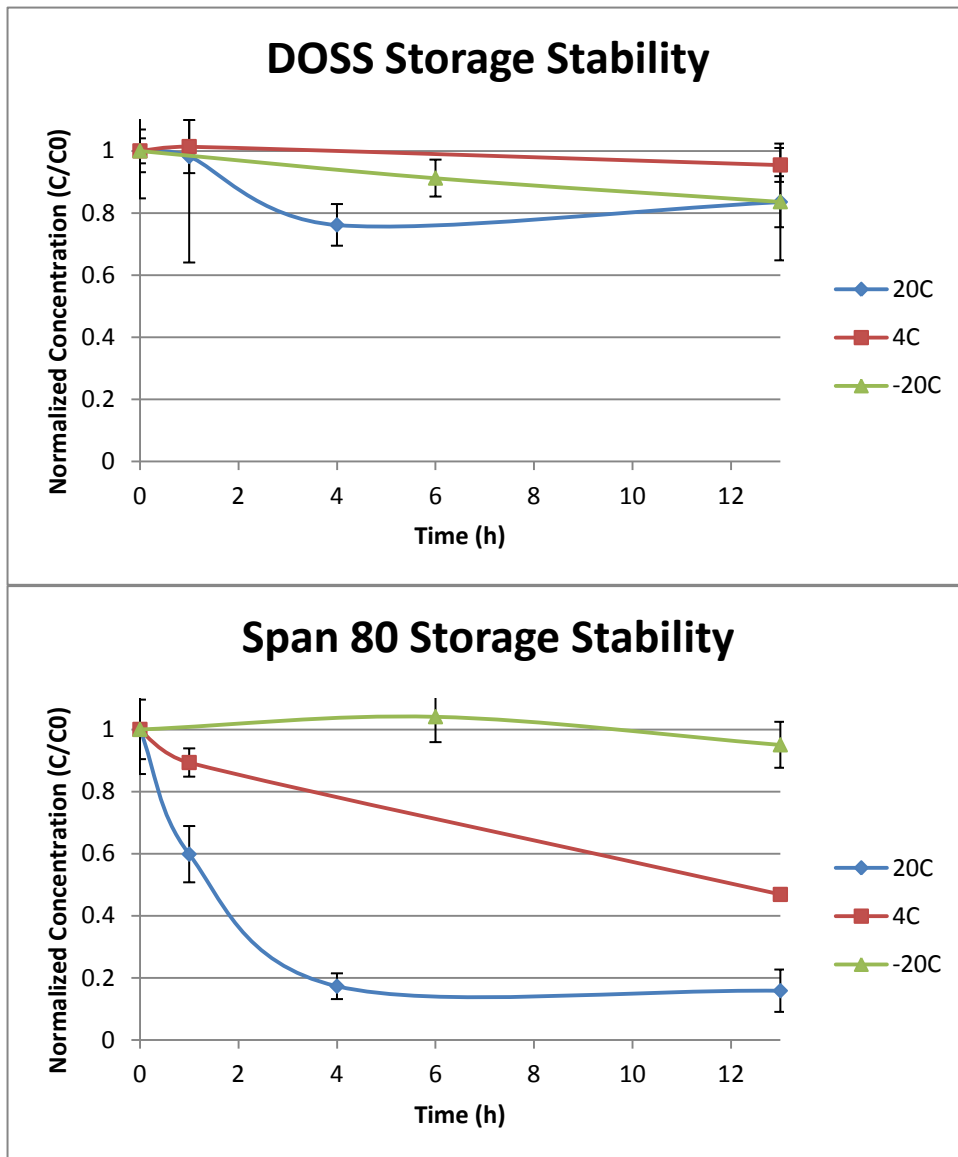 DOSS Storage Stability
Normalized Concentration (C/C0)
1
0.8
0.6
0.4
0.2
0
0 2 4 6 8 10 12
Time (h)
20C
4C
-20C
Span 80 Storage Stability
Normalized Concentration (C/C0)
1
0.8
0.6
0.4
0.2
0
0 2 4 6 8 10 12
Time (h)
20C
4C
-20C